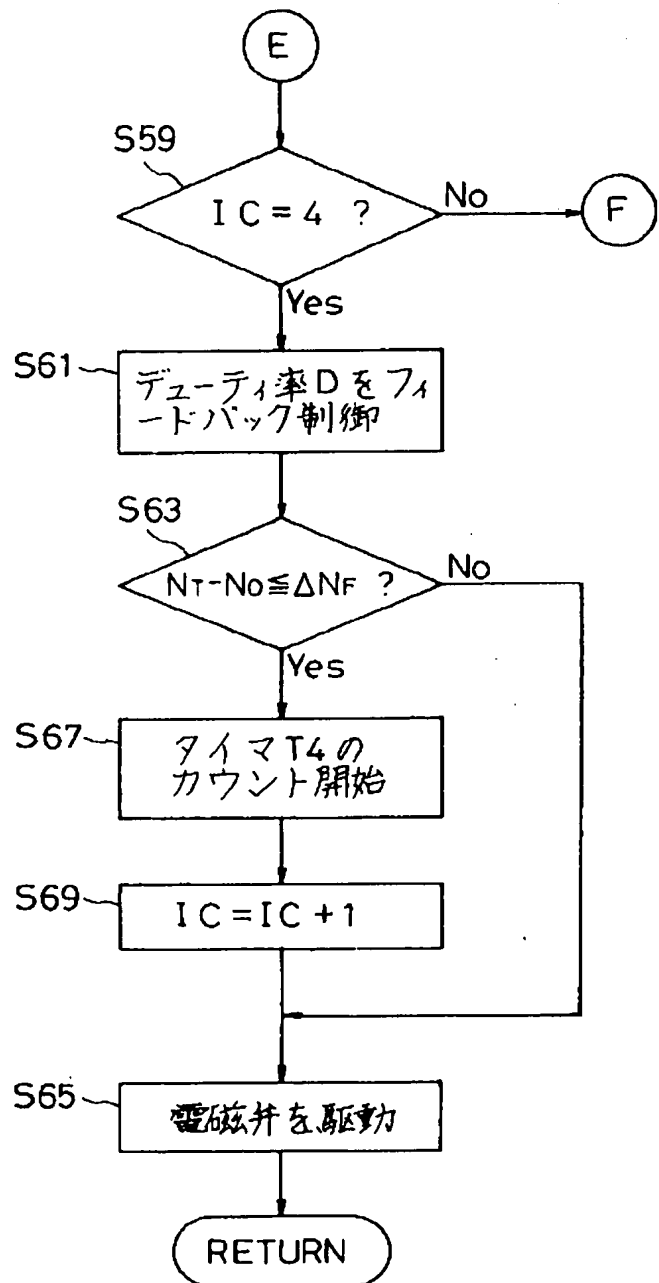 E
S59
IC=4 ?
No
F
Yes
S61
デューティ率Dをフィ
ードバック制御
S63
NT-NO≦ΔNF ?
No
Yes
S67
タイマT4の
カウント開始
S69
IC=IC+1
S65
電磁弁を駆動
RETURN